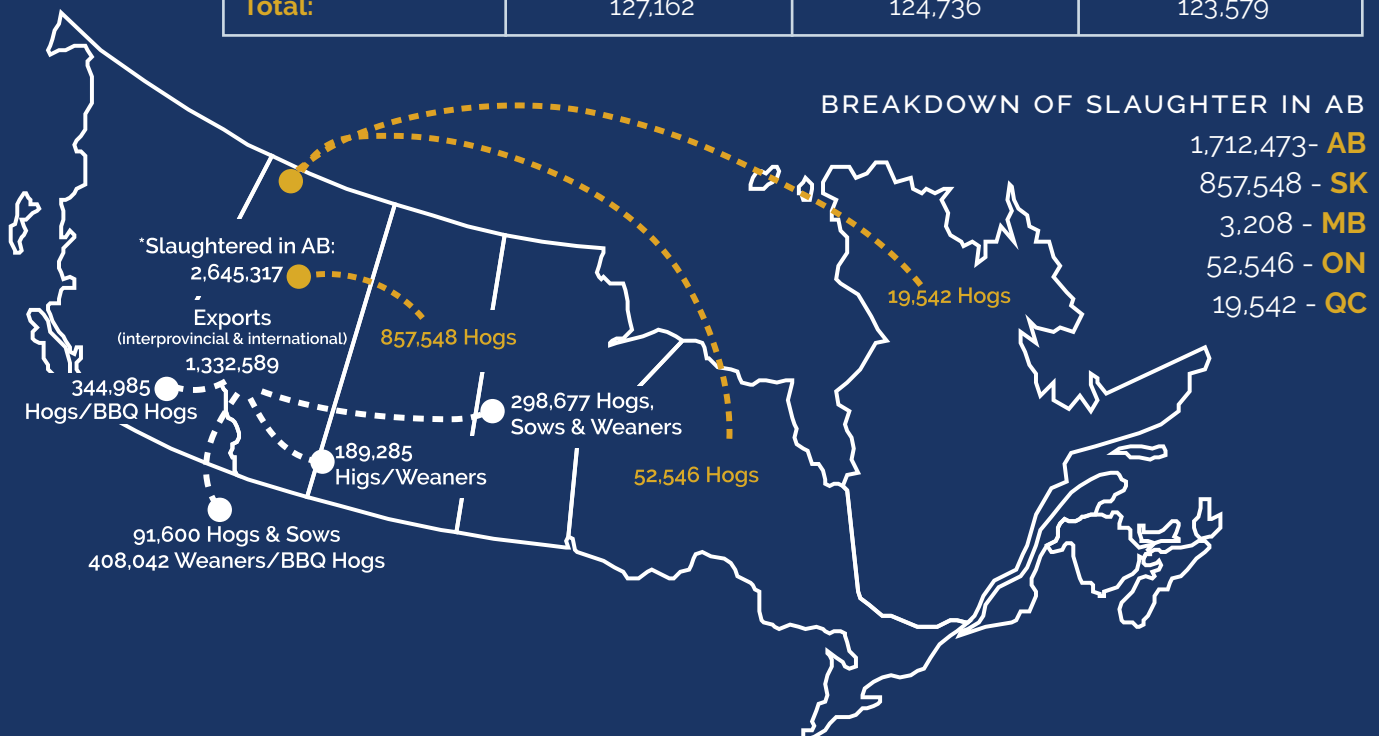 Total: 127,162 124,736 123,579
BREAKDOWN OF SLAUGHTER IN AB
1,712,473- AB
857,548 - SK
3,208 - MB
52,546 - ON
19,542 - QC
*Slaughtered in AB:
2,645,317
Exports
(interprovincial & international)
1,332,589
857,548 Hogs
19,542 Hogs
344,985
Hogs/BBQ Hogs
298,677 Hogs,
Sows & Weaners
189,285
Higs/Weaners
52,546 Hogs
91,600 Hogs & Sows
408,042 Weaners/BBQ Hogs